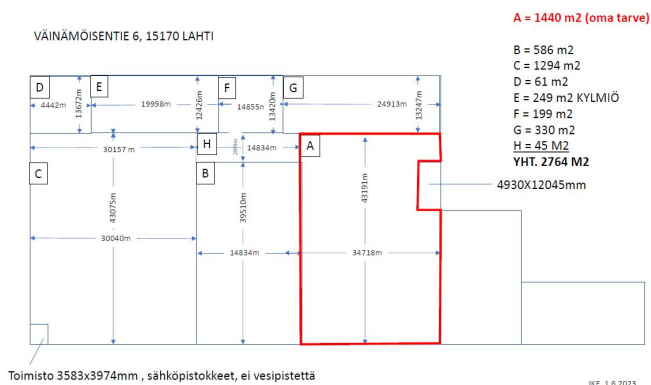 VÄINÄMÖISENTIE 6, 15170 LAHTI
A = 1440 m2 (oma tarve)
B = 586 m2
C = 1294 m2
D = 61 m2
E = 249 m2 KYLMIÖ
F = 199 m2
G = 330 m2
H = 45 M2
YHT. 2764 M2
D
E
F
G
4442m
13672m
19998m
12426m
14855n
13420m
24913m
13247m
30157 m
H
14834m
A
C
B
4930X12045mm
43075m
39510m
43191m
30040m
14834m
34718m
Toimisto 3583x3974mm , sähköpistokkeet, ei vesipistettä